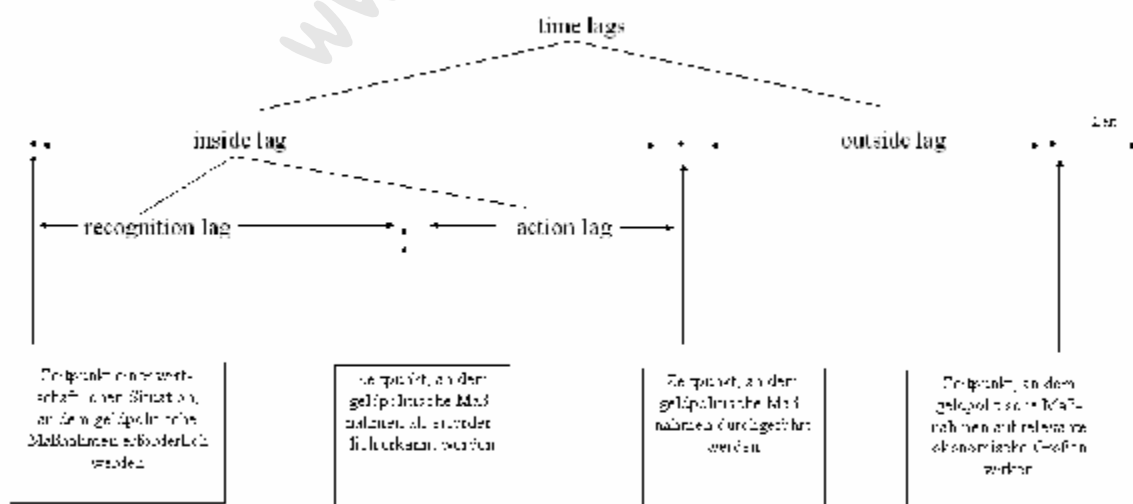 time lags
inside lag
outside lag
Zeit
recognition lag
action lag
Zeitpunkt einer wirt-
schaftlichen Situation,
an dem geldpolitische
Maßnahmen erforderlich
werden
Zeitpunkt, an dem
geldpolitische Maß-
nahmen als erforder-
lich erkannt werden
Zeitpunkt, an dem
geldpolitische Maß-
nahmen durchgeführt
werden
Zeitpunkt, an dem
geldpolitische Maß-
nahmen auf relevante
ökonomische Größen
wirken